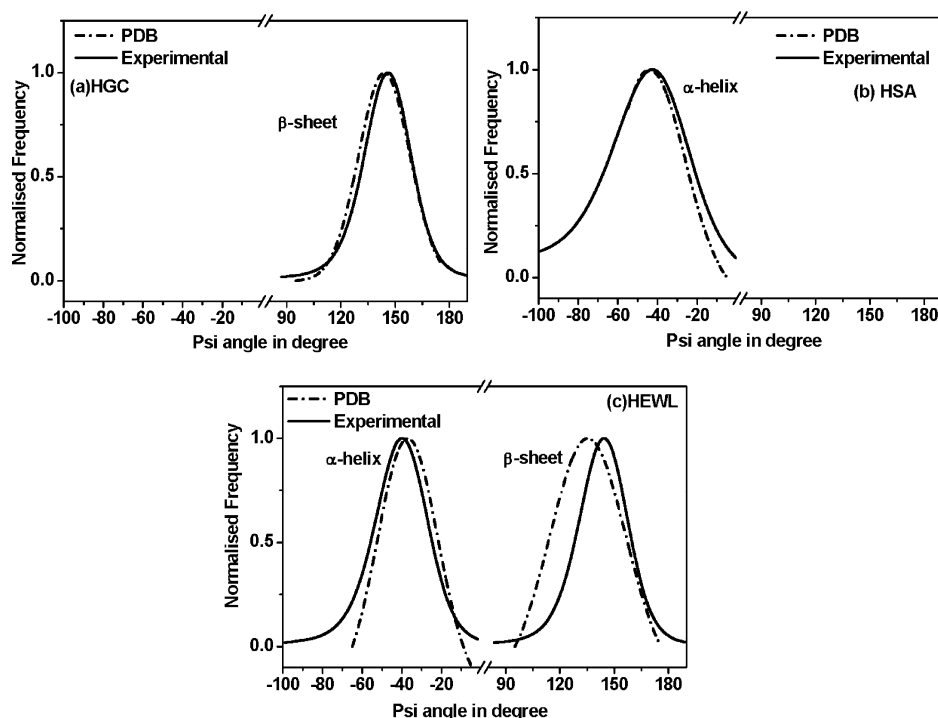 PDB
Experimental
(a)HGC
β-sheet
Normalised Frequency
1.0
0.5
0.0
-100 -80 -60 -40 -20 90 120 150 180
Psi angle in degree
PDB
Experimental
(b) HSA
α-helix
Normalised Frequency
1.0
0.5
0.0
-100 -80 -60 -40 -20 90 120 150 180
Psi angle in degree
PDB
Experimental
(c)HEWL
α-helix
β-sheet
Normalised Frequency
1.0
0.5
0.0
-100 -80 -60 -40 -20 90 120 150 180
Psi angle in degree